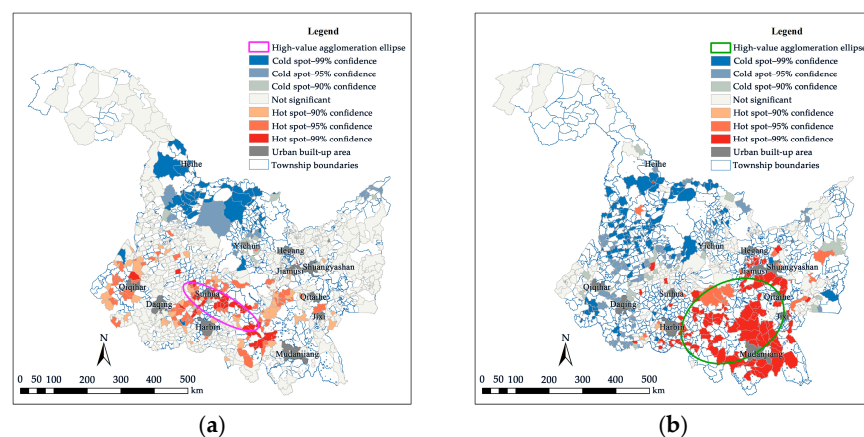 Legend
High-value agglomeration ellipse
Cold spot–99% confidence
Cold spot–95% confidence
Cold spot–90% confidence
Not significant
Hot spot–90% confidence
Hot spot–95% confidence
Hot spot–99% confidence
Urban built-up area
Township boundaries
Heihe
Yichun
Hegang
Jiamusi
Shuangyashan
Qiqihar
Daqing
Suihua
Qitaihe
Harbin
Jixi
Mudanjiang
N
0 50 100 200 300 400 500
km
(a)
Legend
High-value agglomeration ellipse
Cold spot–99% confidence
Cold spot–95% confidence
Cold spot–90% confidence
Not significant
Hot spot–90% confidence
Hot spot–95% confidence
Hot spot–99% confidence
Urban built-up area
Township boundaries
Heihe
Yichun
Hegang
Jiamusi
Shuangyashan
Qiqihar
Daqing
Suihua
Qitaihe
Harbin
Jixi
Mudanjiang
N
0 50 100 200 300 400 500
km
(b)